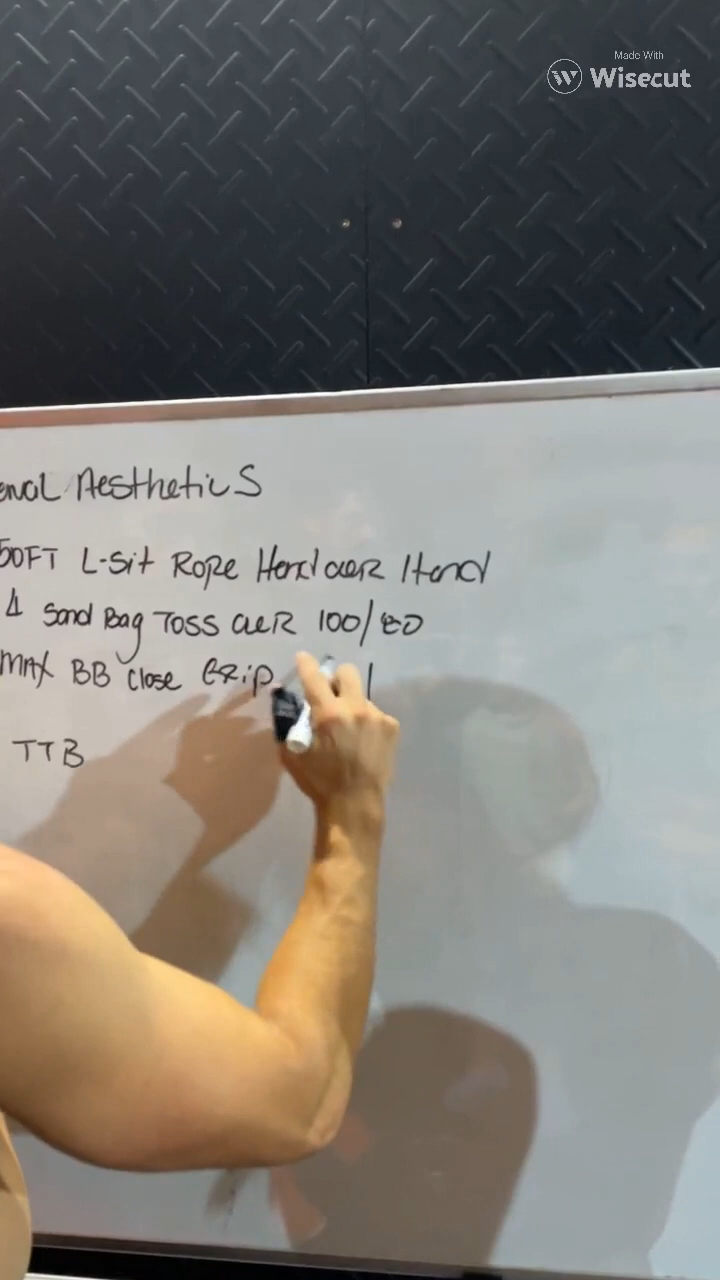 Made With
Wisecut
Aesthetics
50FT L-Sit Rope Hand over Hand
Sand Bag Toss over 100/80
MAX BB Close Grip
TTB